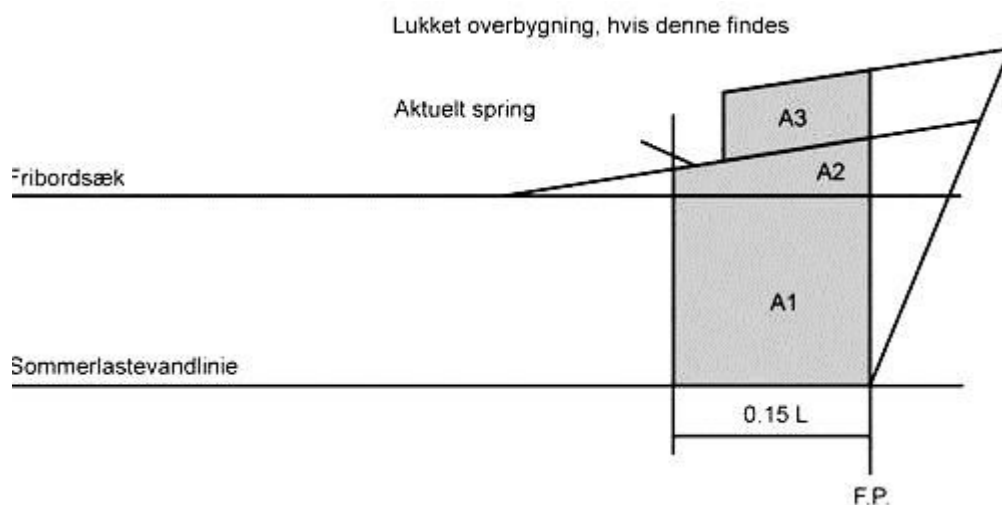 Lukket overbygning, hvis denne findes
Aktuelt spring
A3
Fribordsæk
A2
A1
Sommerlastevandlinie
0.15 L
F.P.